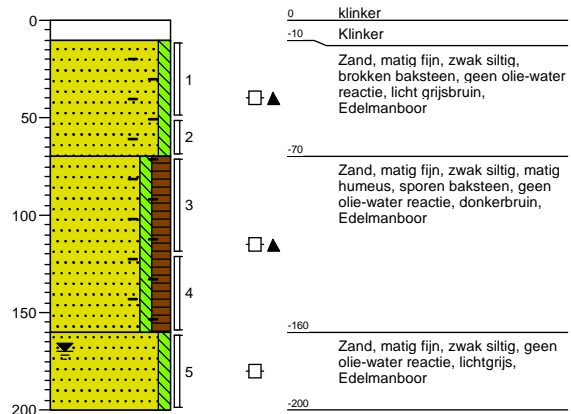 0
50
100
150
200
1
2
3
4
5
0
klinker
-10
Klinker
Zand, matig fijn, zwak siltig,
brokken baksteen, geen olie-water
reactie, licht grijsbruin,
Edelmanboor
-70
Zand, matig fijn, zwak siltig, matig
humeus, sporen baksteen, geen
olie-water reactie, donkerbruin,
Edelmanboor
-160
Zand, matig fijn, zwak siltig, geen
olie-water reactie, lichtgrijs,
Edelmanboor
-200